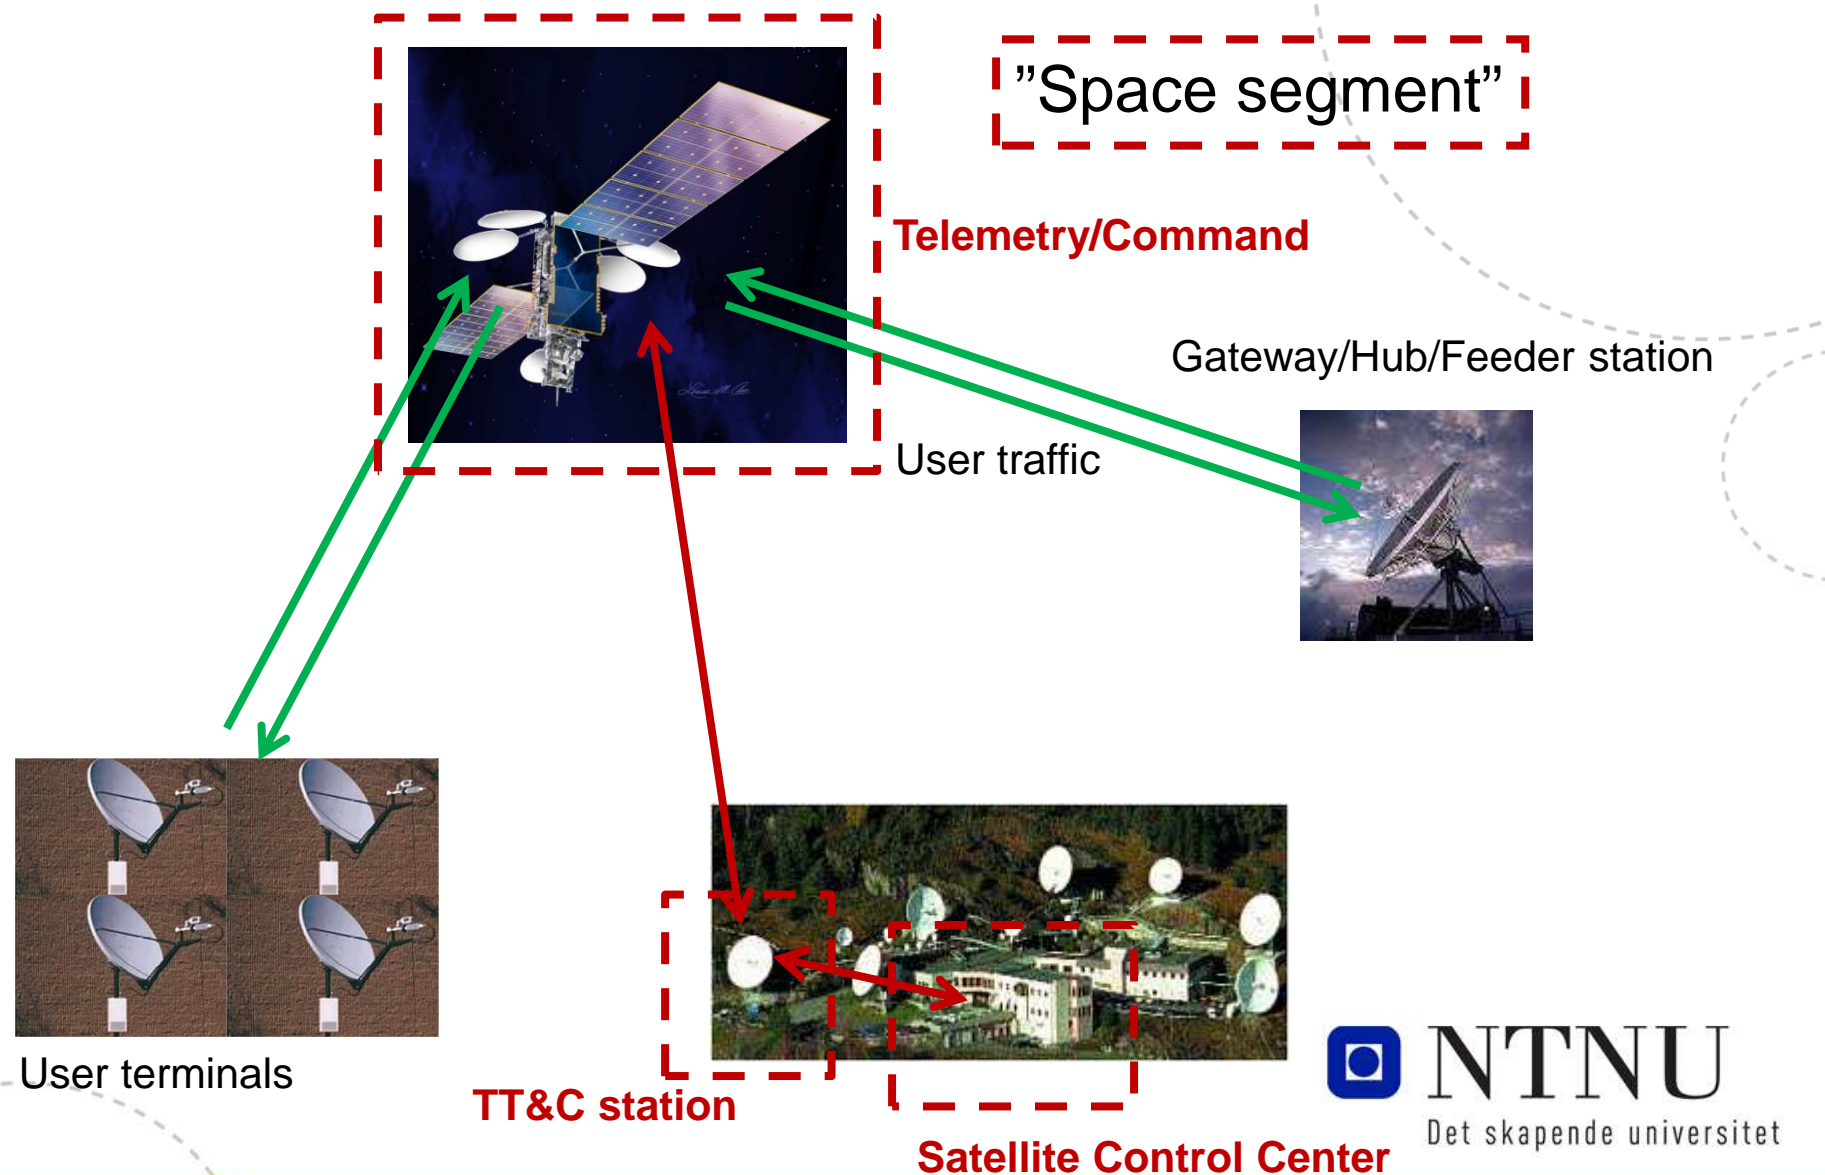 ”Space segment”
Telemetry/Command
Gateway/Hub/Feeder station
User traffic
User terminals
TT&C station
Satellite Control Center
NTNU
Det skapende universitet